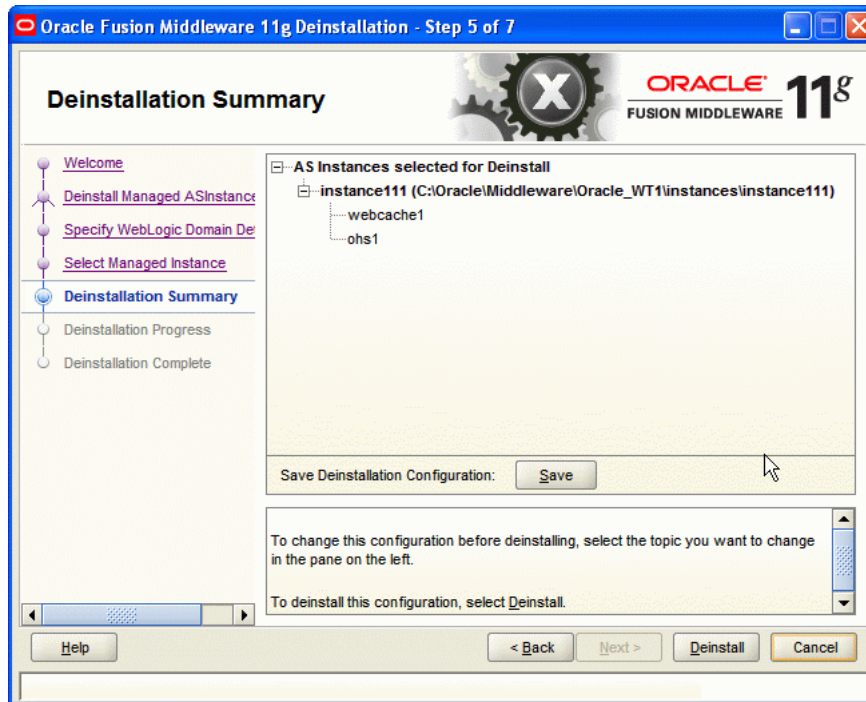 Oracle Fusion Middleware 11g Deinstallation - Step 5 of 7
Deinstallation Summary
ORACLE
FUSION MIDDLEWARE
11g
Welcome
Deinstall Managed ASInstance
Specify WebLogic Domain De
Select Managed Instance
Deinstallation Summary
Deinstallation Progress
Deinstallation Complete
AS Instances selected for Deinstall
instance111 (C:\Oracle\Middleware\Oracle_WT1\instances\instance111)
webcache1
ohs1
Save Deinstallation Configuration:
Save
To change this configuration before deinstalling, select the topic you want to change
in the pane on the left.
To deinstall this configuration, select Deinstall.
Help
< Back
Next >
Deinstall
Cancel